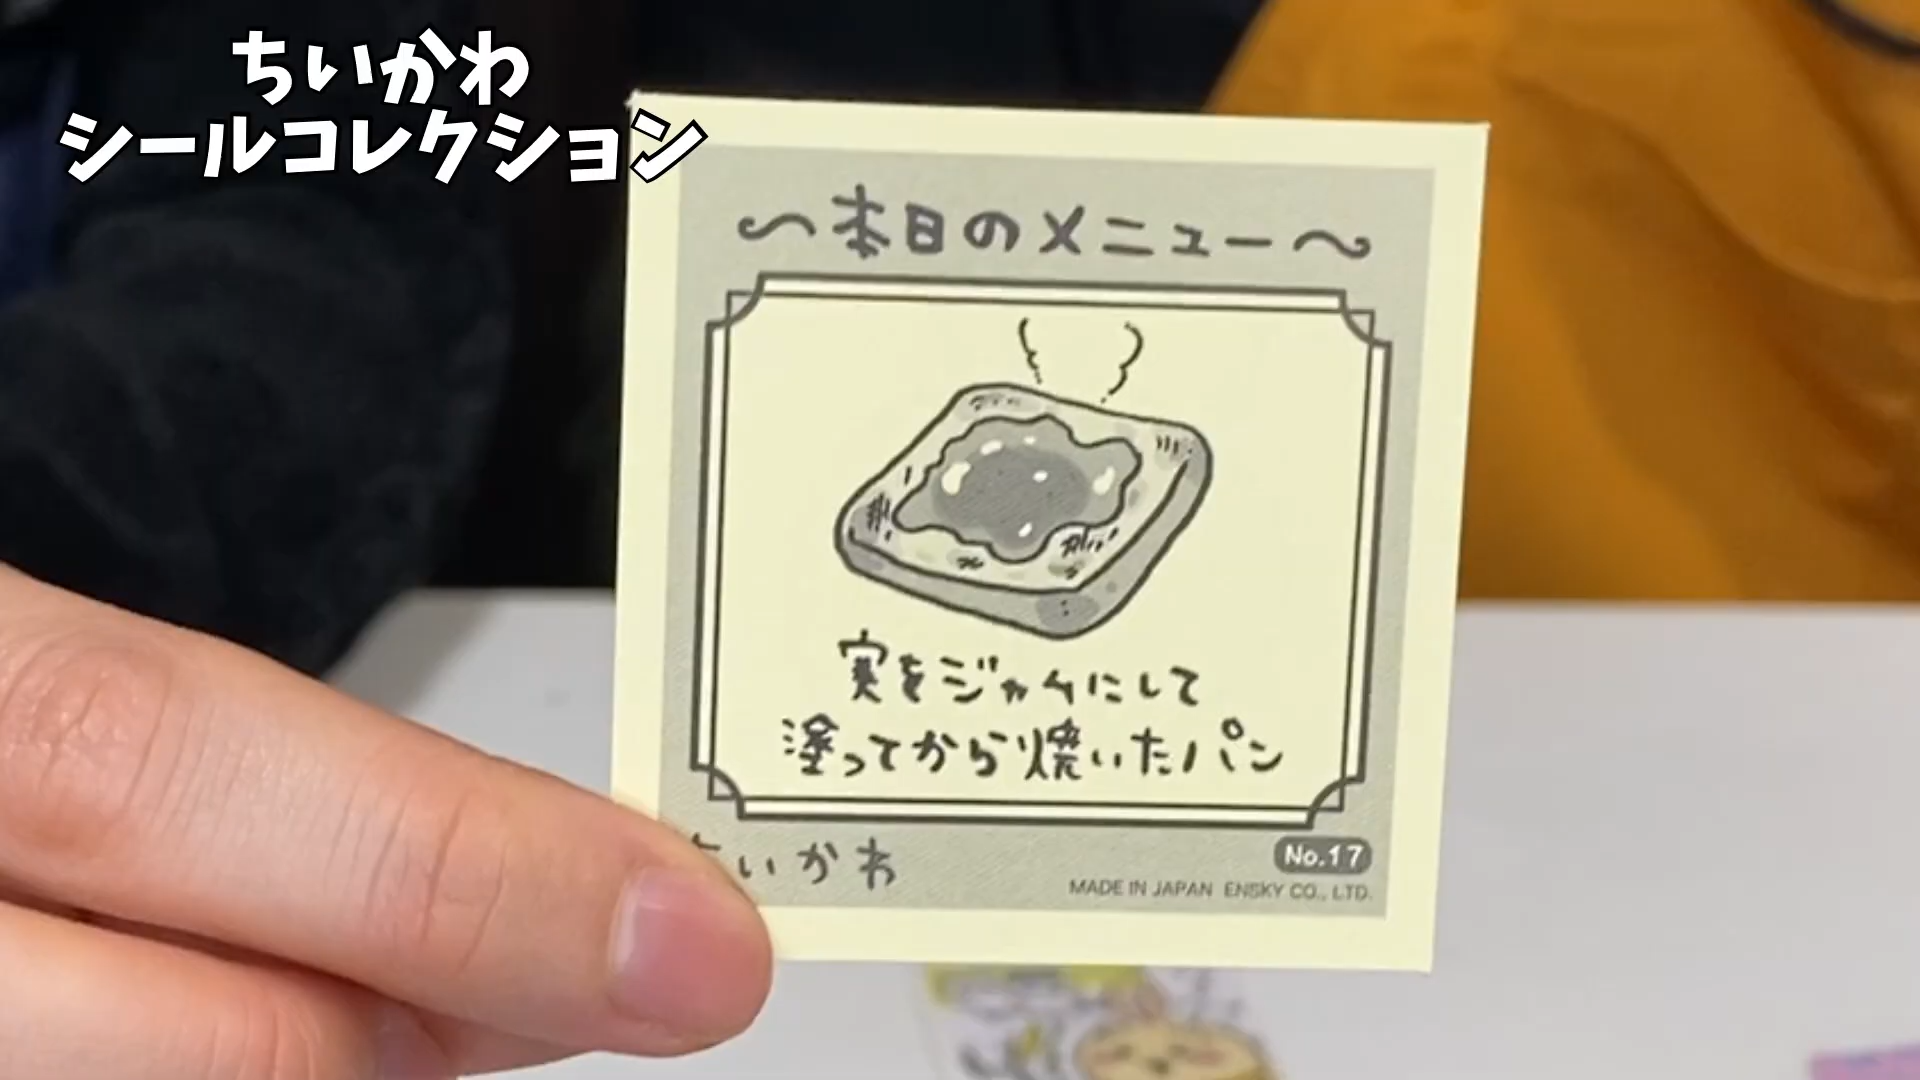 ちいかわ
シールコレクション
〜本日のメニュー〜
実をジャムにして
塗ってから焼いたパン
ちいかわ
No.17
MADE IN JAPAN ENSKY CO., LTD.